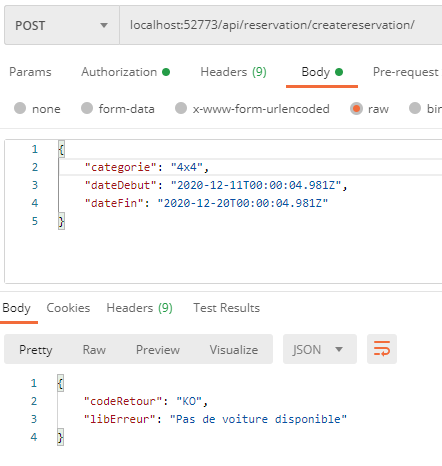 POST localhost:52773/api/reservation/createreservation/
Params Authorization Headers (9) Body Pre-request
none form-data x-www-form-urlencoded raw bin
1 {
2 "categorie": "4x4",
3 "dateDebut": "2020-12-11T00:00:04.981Z",
4 "dateFin": "2020-12-20T00:00:04.981Z"
5 }
Body Cookies Headers (9) Test Results
Pretty Raw Preview Visualize JSON
1 {
2 "codeRetour": "KO",
3 "libErreur": "Pas de voiture disponible"
4 }